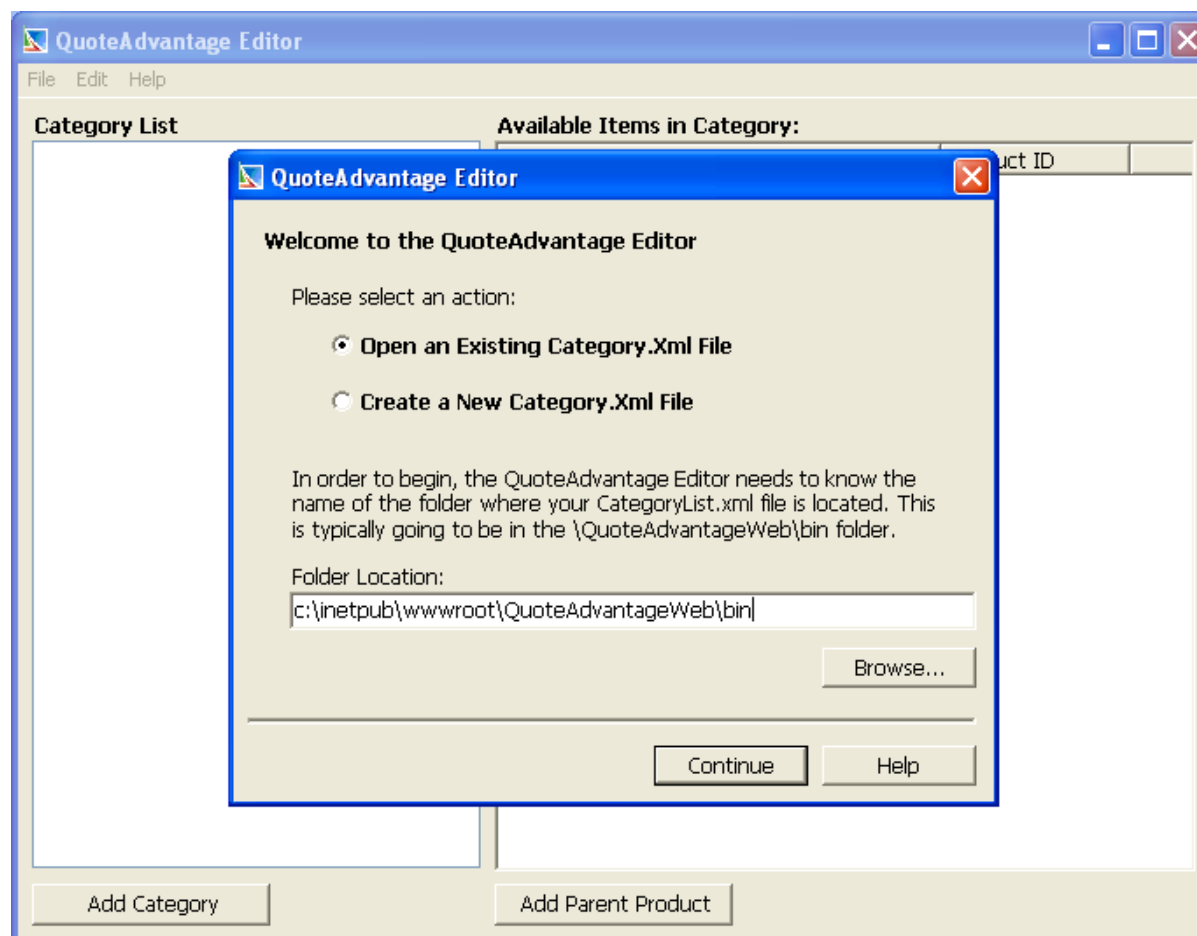 QuoteAdvantage Editor
File Edit Help
Category List
Available Items in Category:
QuoteAdvantage Editor
uct ID
Welcome to the QuoteAdvantage Editor
Please select an action:
Open an Existing Category.Xml File
Create a New Category.Xml File
In order to begin, the QuoteAdvantage Editor needs to know the
name of the folder where your CategoryList.xml file is located. This
is typically going to be in the \QuoteAdvantageWeb\bin folder.
Folder Location:
c:\inetpub\wwwroot\QuoteAdvantageWeb\bin
Browse...
Continue Help
Add Category Add Parent Product